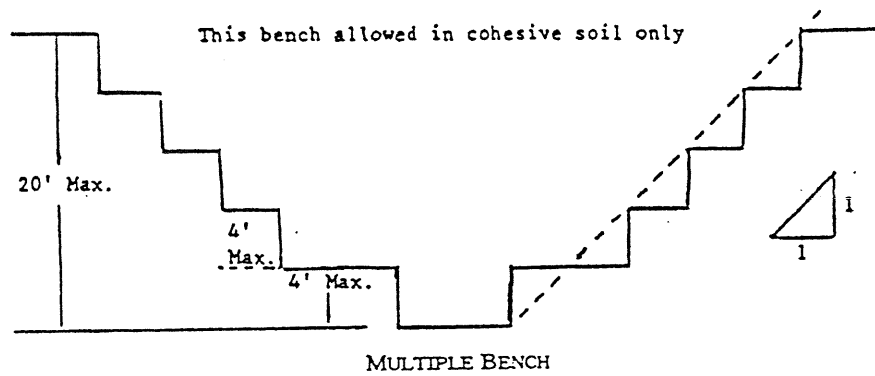 This bench allowed in cohesive soil only
20' Max.
4'
Max.
4' Max.
1
1
MULTIPLE BENCH